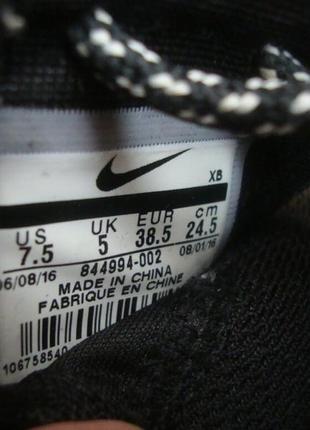 XB
US UK EUR cm
7.5 5 38.5 24.5
06/08/16 844994-002 08/01/16
MADE IN CHINA
FABRIQUE EN CHINE
106758540